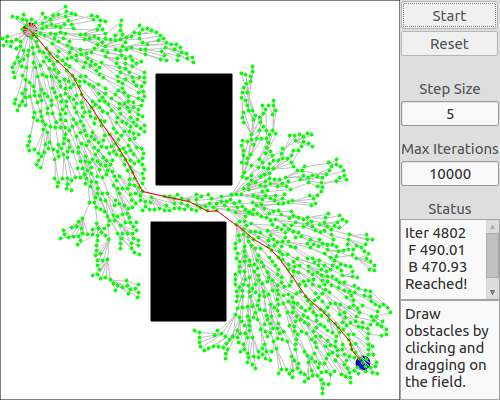 Start
Reset
Step Size
5
Max Iterations
10000
Status
Iter 4802
F 490.01
B 470.93
Reached!
Draw
obstacles by
clicking and
dragging on
the field.